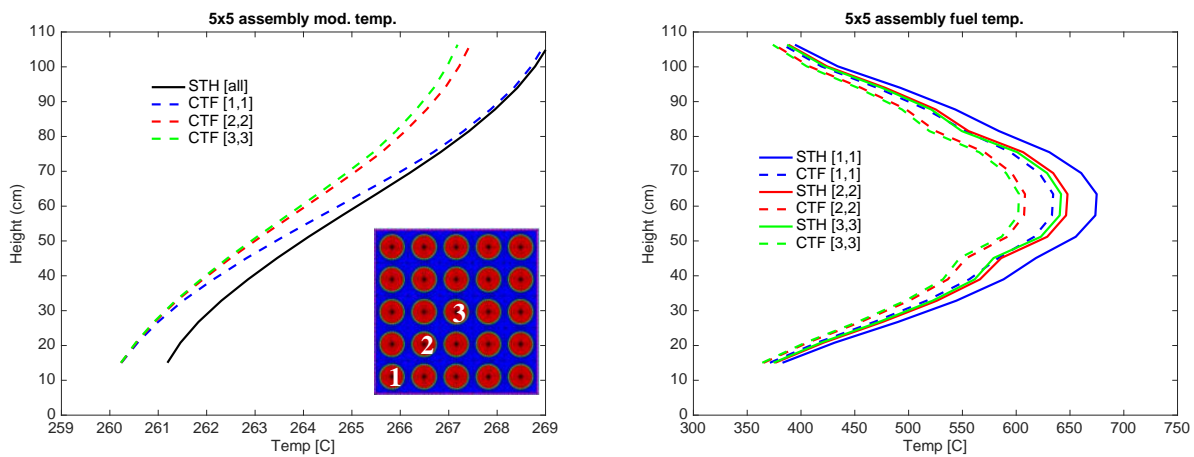 5x5 assembly mod. temp.
110
100
90
80
70
60
50
40
30
20
10
0
Height (cm)
STH [all]
CTF [1,1]
CTF [2,2]
CTF [3,3]
3
2
1
259 260 261 262 263 264 265 266 267 268 269
Temp [C]
5x5 assembly fuel temp.
110
100
90
80
70
60
50
40
30
20
10
0
Height (cm)
STH [1,1]
CTF [1,1]
STH [2,2]
CTF [2,2]
STH [3,3]
CTF [3,3]
300 350 400 450 500 550 600 650 700 750
Temp [C]